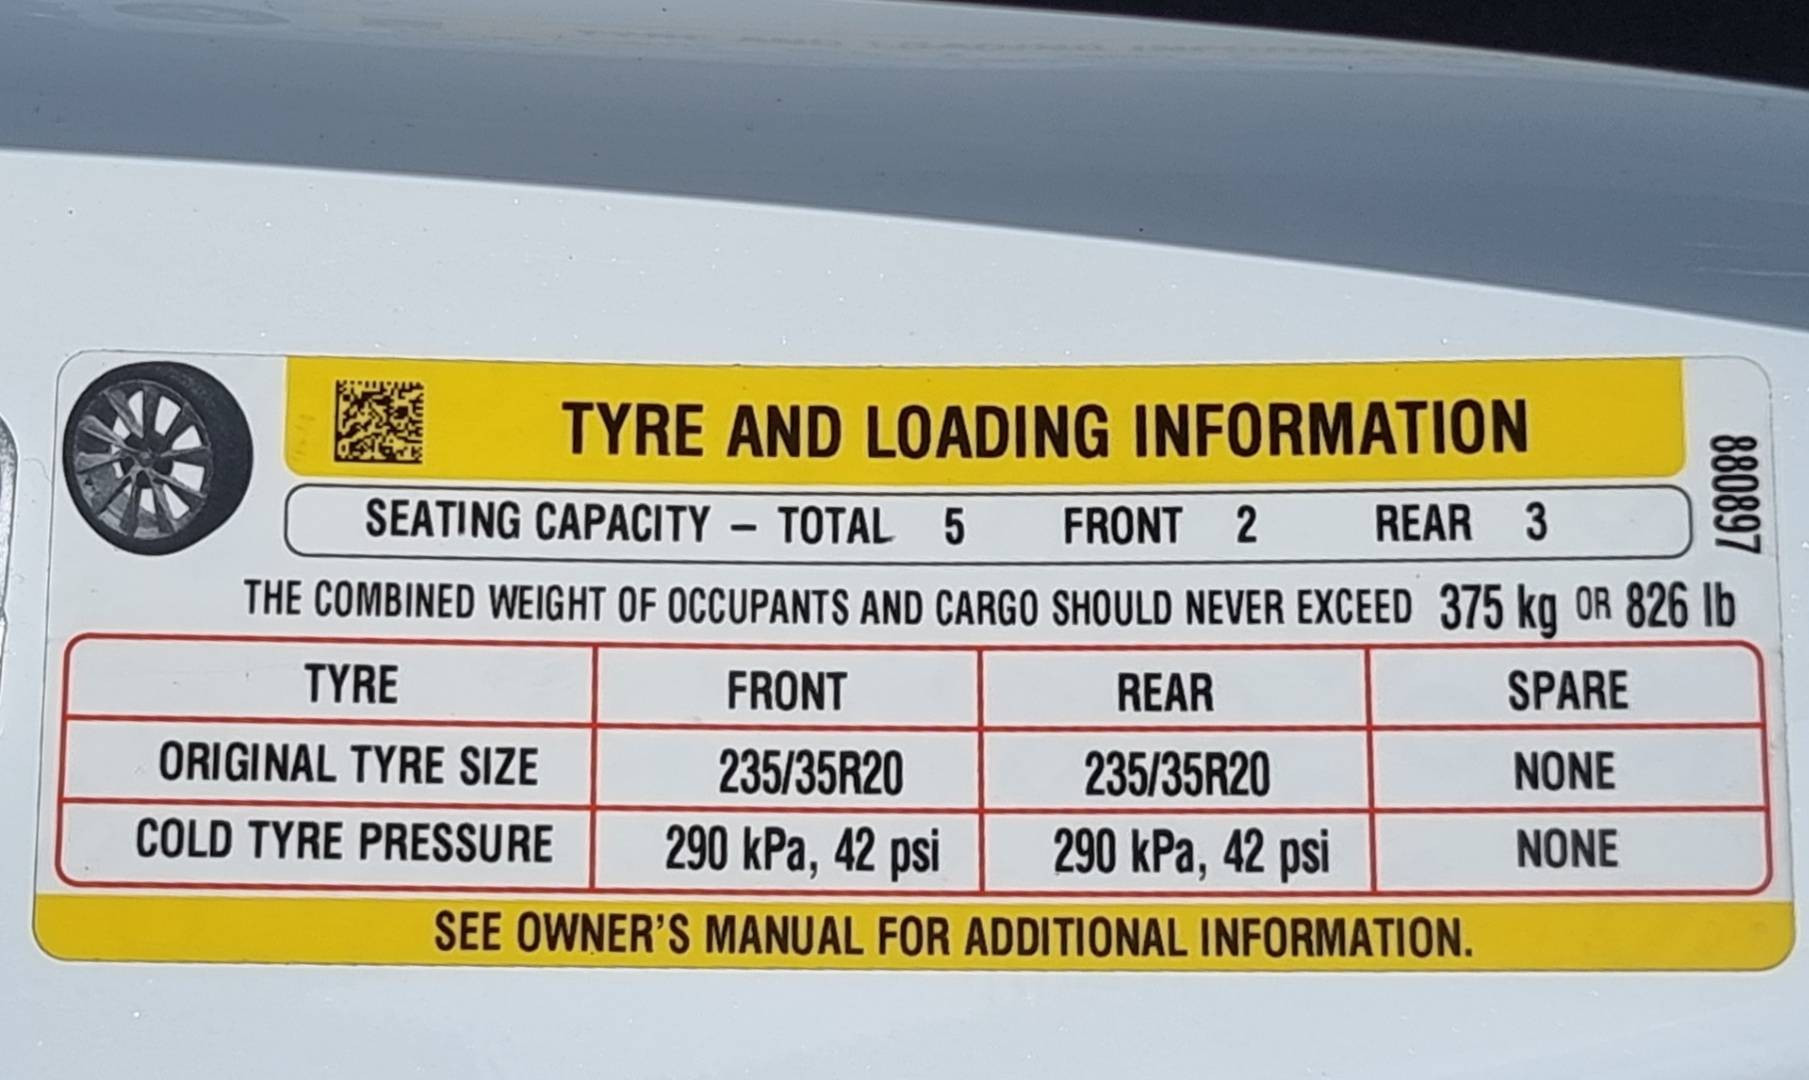 TYRE AND LOADING INFORMATION
880897
SEATING CAPACITY – TOTAL 5 FRONT 2 REAR 3
THE COMBINED WEIGHT OF OCCUPANTS AND CARGO SHOULD NEVER EXCEED 375 kg OR 826 lb
TYRE FRONT REAR SPARE
ORIGINAL TYRE SIZE 235/35R20 235/35R20 NONE
COLD TYRE PRESSURE 290 kPa, 42 psi 290 kPa, 42 psi NONE
SEE OWNER'S MANUAL FOR ADDITIONAL INFORMATION.